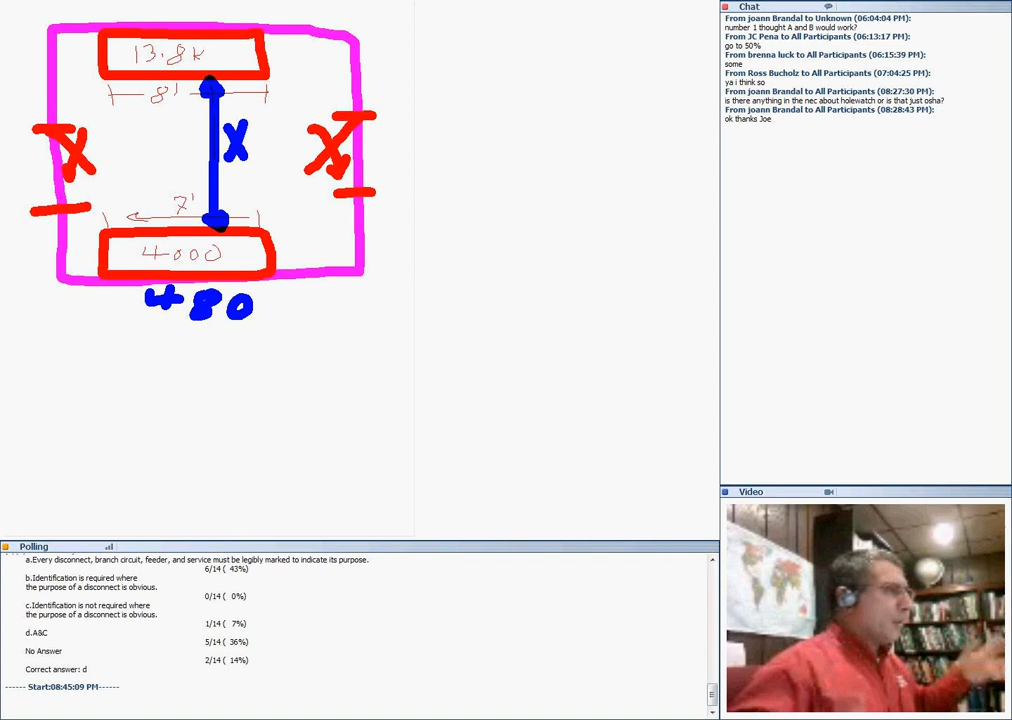 13.8k
8'
X
X
X
7'
4000
480
Chat
From joann Brandal to Unknown (06:04:04 PM):
number 1 thought A and B would work?
From JC Pena to All Participants (06:13:17 PM):
go to 50%
From brenna luck to All Participants (06:15:39 PM):
some
From Ross Bucholz to All Participants (07:04:25 PM):
ya i think so
From joann Brandal to All Participants (08:27:30 PM):
is there anything in the nec about holewatch or is that just osha?
From joann Brandal to All Participants (08:28:43 PM):
ok thanks Joe
Video
Polling
a.Every disconnect, branch circuit, feeder, and service must be legibly marked to indicate its purpose.
6/14 ( 43%)
b.Identification is required where
the purpose of a disconnect is obvious.
0/14 ( 0%)
c.Identification is not required where
the purpose of a disconnect is obvious.
1/14 ( 7%)
d.A&C
5/14 ( 36%)
No Answer
2/14 ( 14%)
Correct answer: d
------ Start:08:45:09 PM------